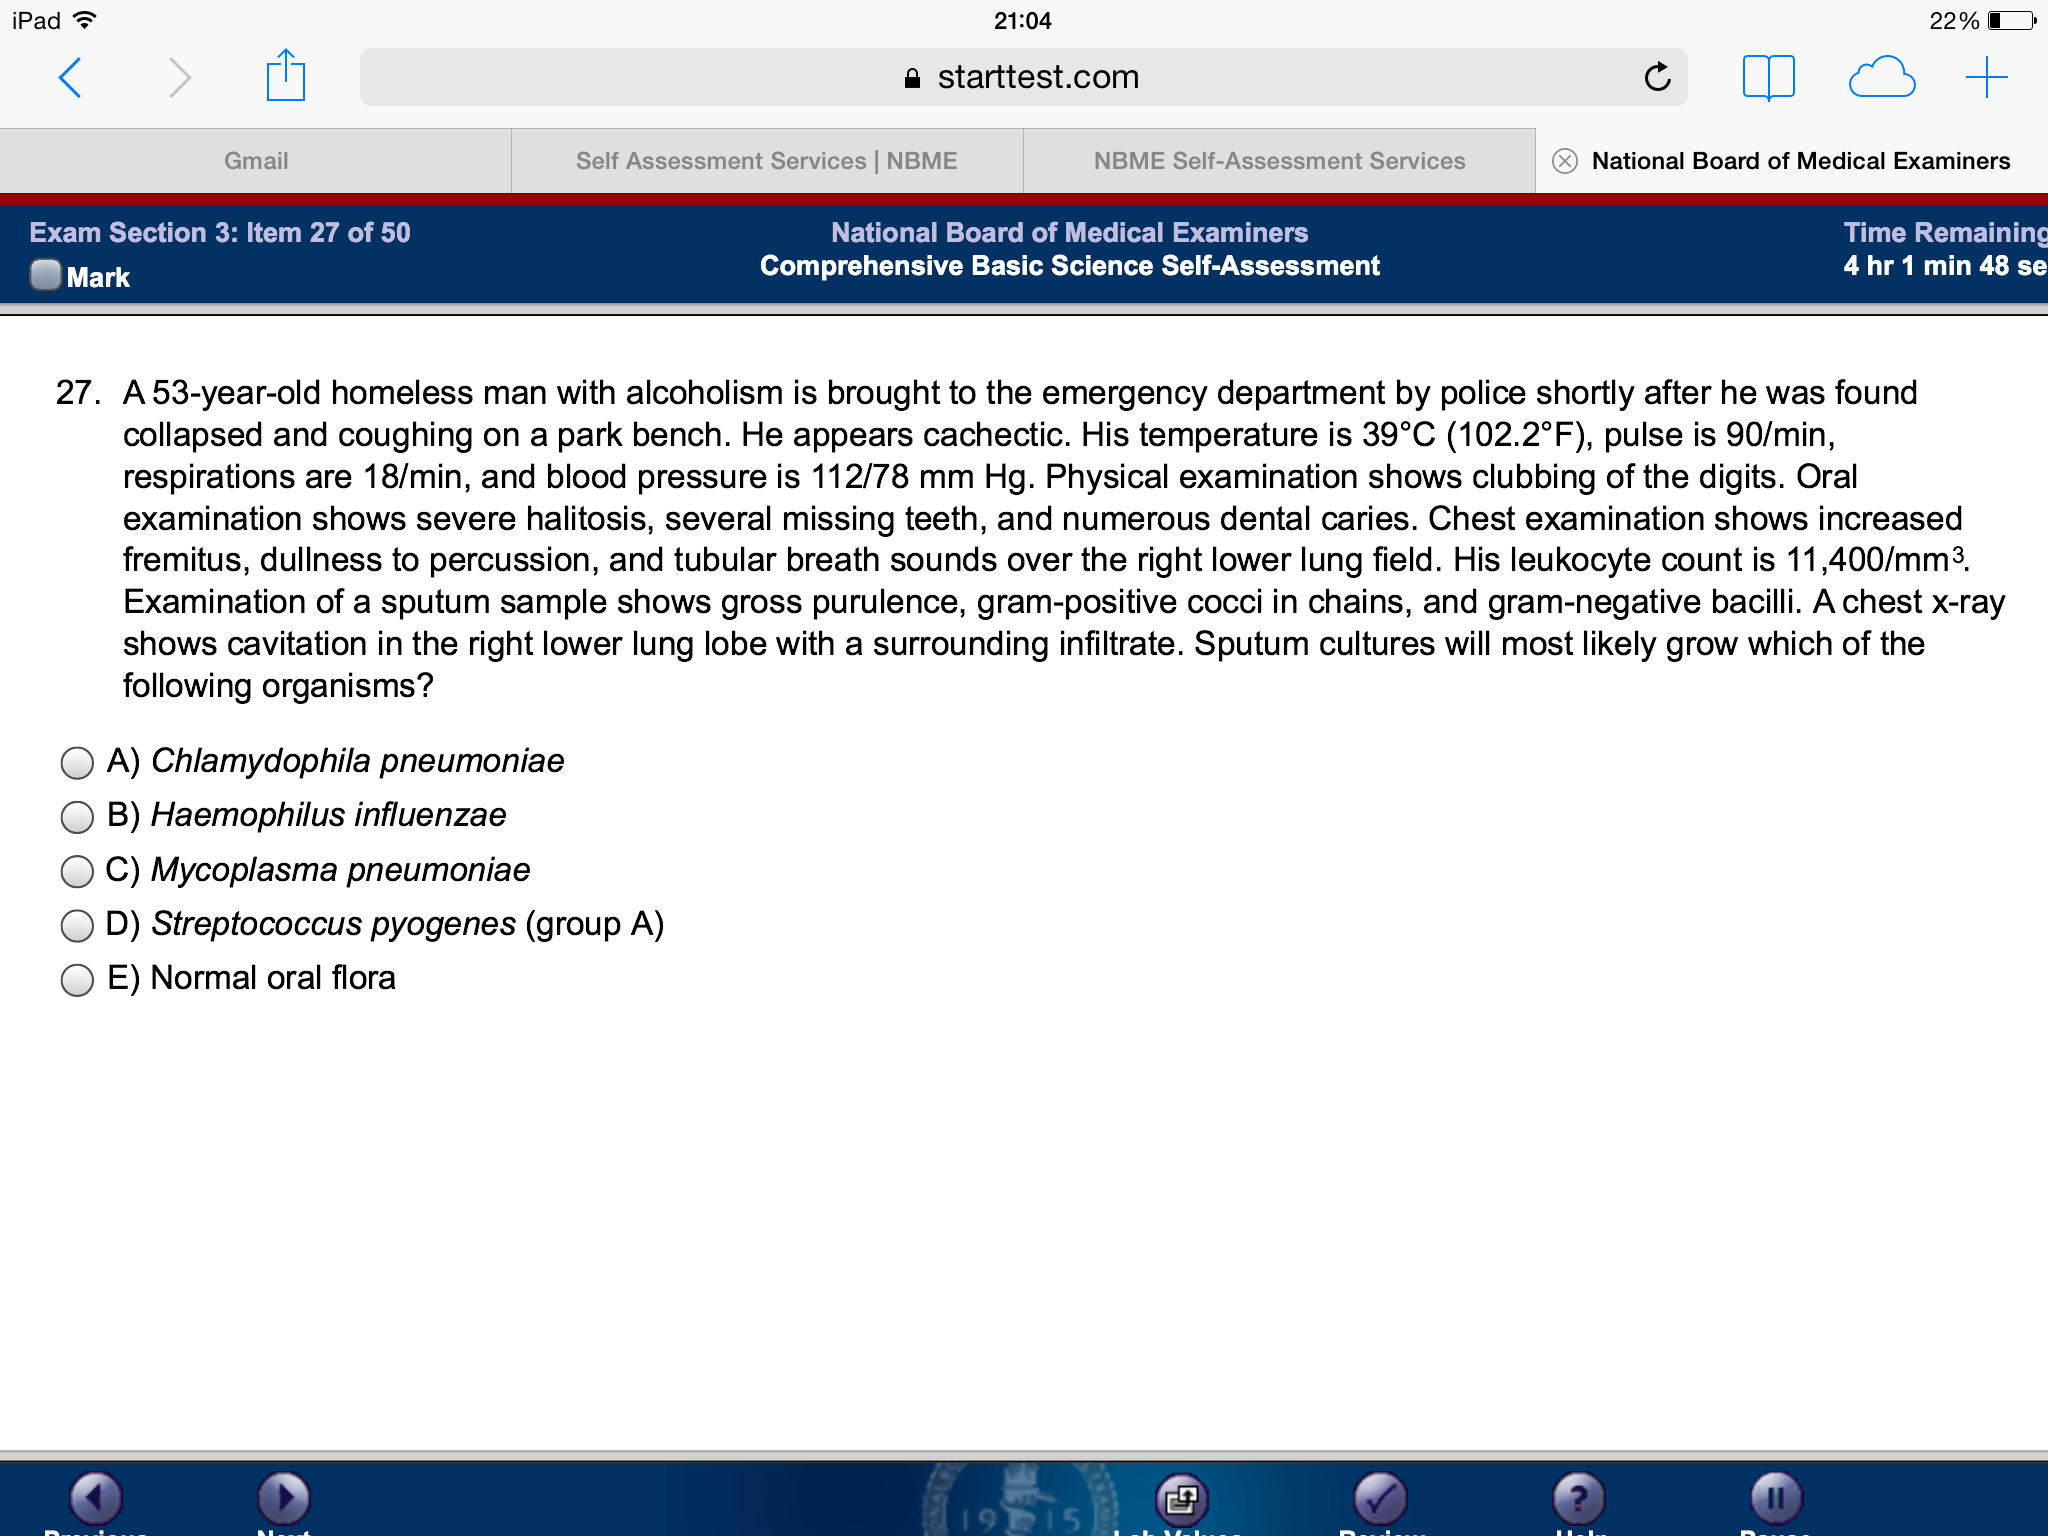 iPad 21:04 22%
starttest.com
Gmail Self Assessment Services | NBME NBME Self-Assessment Services National Board of Medical Examiners
Exam Section 3: Item 27 of 50 National Board of Medical Examiners Time Remaining
Mark Comprehensive Basic Science Self-Assessment 4 hr 1 min 48 se
27. A 53-year-old homeless man with alcoholism is brought to the emergency department by police shortly after he was found
collapsed and coughing on a park bench. He appears cachectic. His temperature is 39°C (102.2°F), pulse is 90/min,
respirations are 18/min, and blood pressure is 112/78 mm Hg. Physical examination shows clubbing of the digits. Oral
examination shows severe halitosis, several missing teeth, and numerous dental caries. Chest examination shows increased
fremitus, dullness to percussion, and tubular breath sounds over the right lower lung field. His leukocyte count is 11,400/mm³.
Examination of a sputum sample shows gross purulence, gram-positive cocci in chains, and gram-negative bacilli. A chest x-ray
shows cavitation in the right lower lung lobe with a surrounding infiltrate. Sputum cultures will most likely grow which of the
following organisms?
A) Chlamydophila pneumoniae
B) Haemophilus influenzae
C) Mycoplasma pneumoniae
D) Streptococcus pyogenes (group A)
E) Normal oral flora
19 15
Previous Next Lab Values Review Help Pause